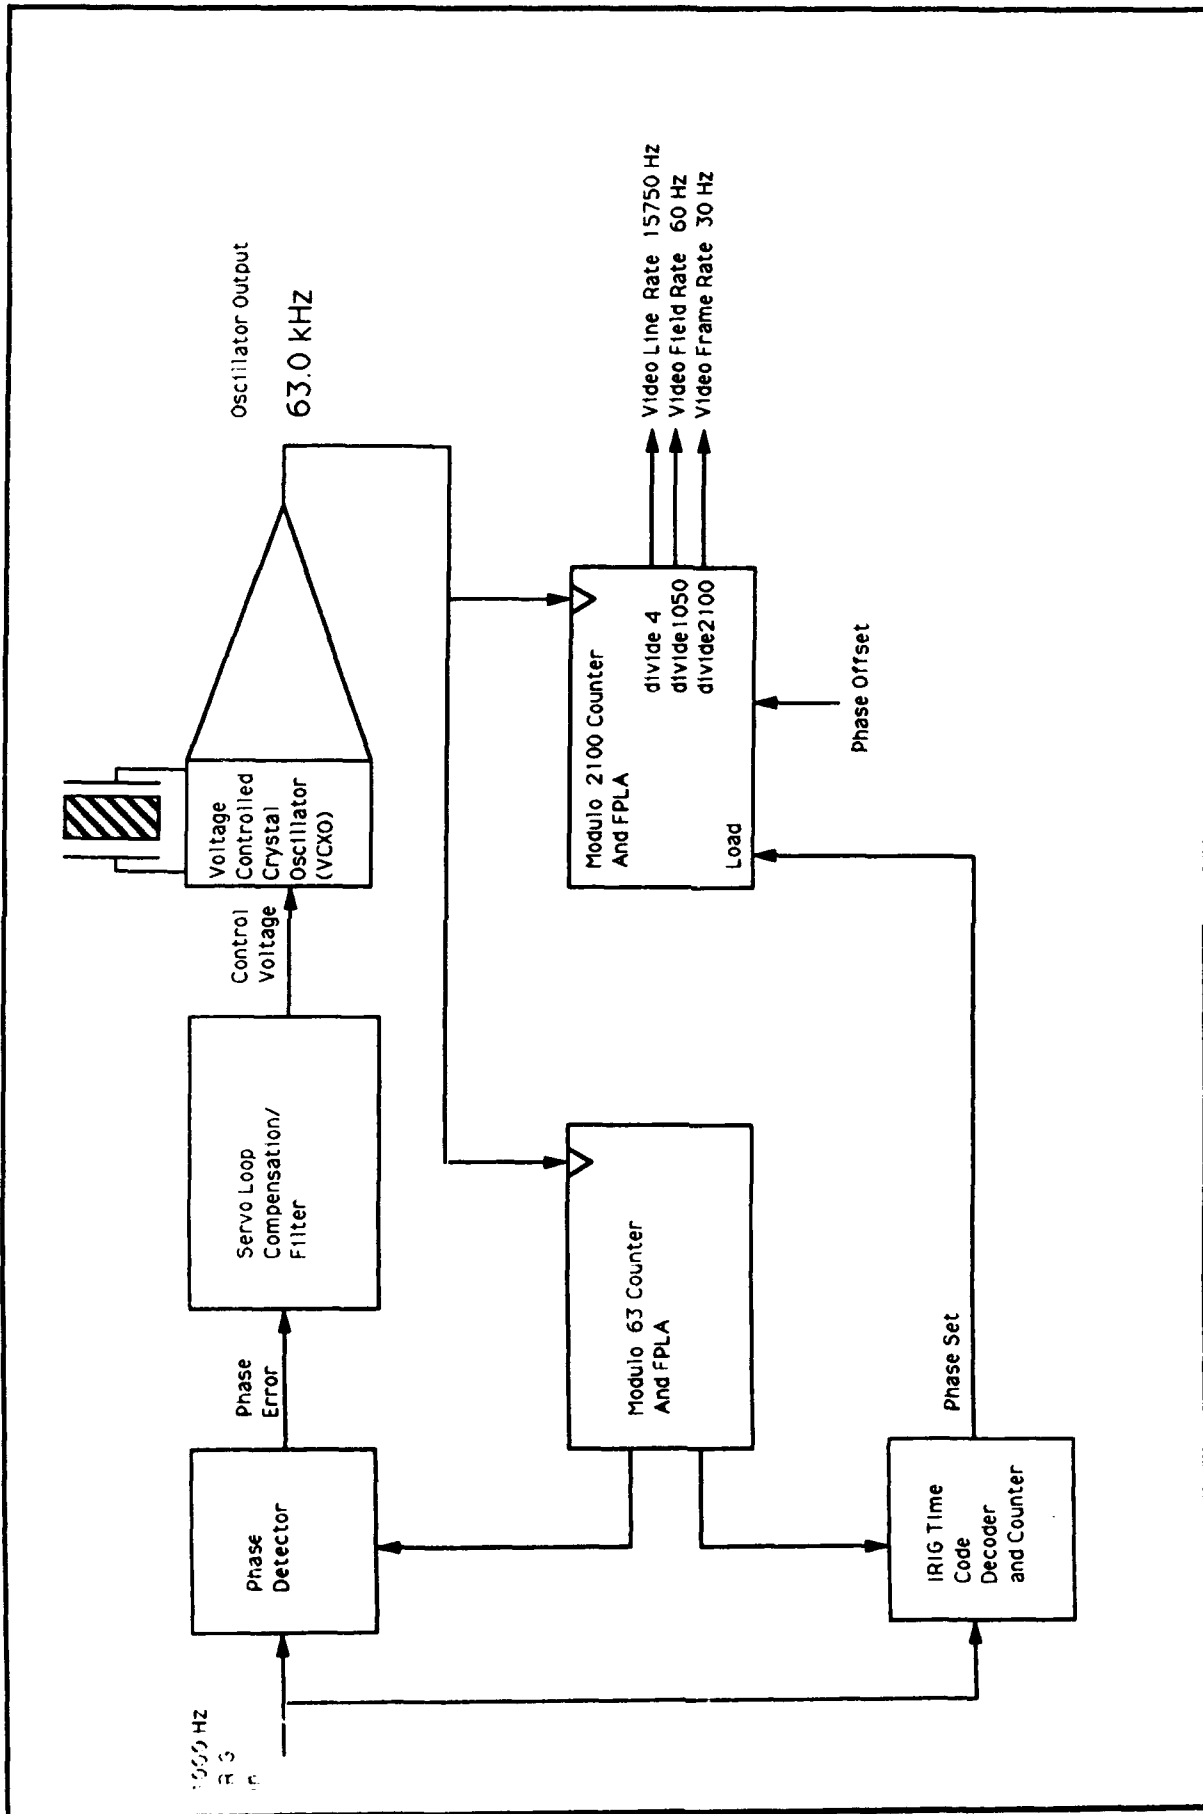 1000 Hz
Phase
Detector
Phase
Error
Servo Loop
Compensation/
Filter
Control
Voltage
Voltage
Controlled
Crystal
Oscillator
(VCXO)
Oscillator Output
63.0 kHz
Modulo 63 Counter
And FPLA
Modulo 2100 Counter
And FPLA
divide 4
divide1050
divide2100
Load
Video Line Rate 15750 Hz
Video Field Rate 60 Hz
Video Frame Rate 30 Hz
Phase Offset
IRIG Time
Code
Decoder
and Counter
Phase Set